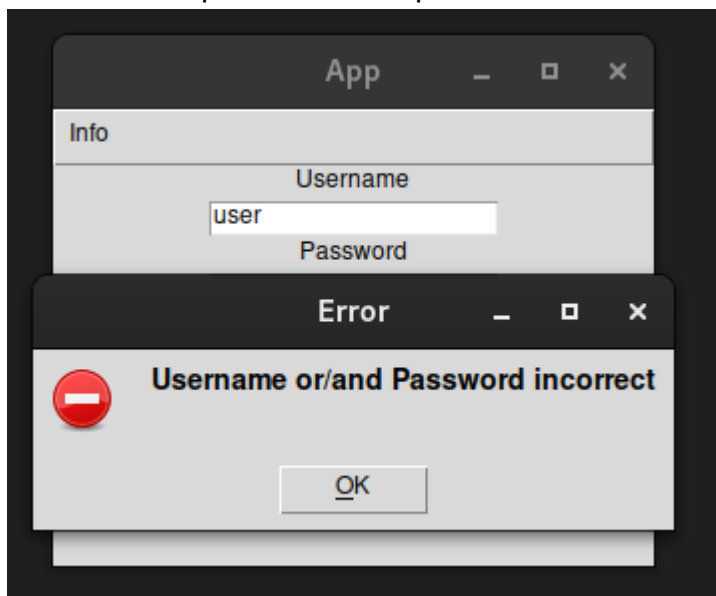 App
Info
Username
user
Password
Error
Username or/and Password incorrect
OK